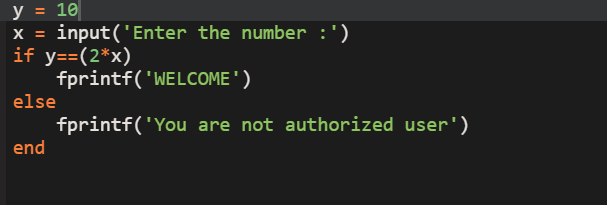 y = 10
x = input('Enter the number :')
if y==(2*x)
    fprintf('WELCOME')
else
    fprintf('You are not authorized user')
end